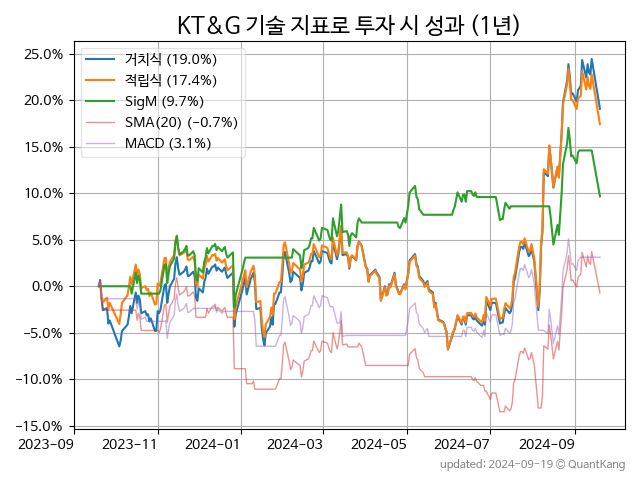 KT&G 기술 지표로 투자 시 성과 (1년)
거치식 (19.0%)
적립식 (17.4%)
SigM (9.7%)
SMA(20) (-0.7%)
MACD (3.1%)
25.0%
20.0%
15.0%
10.0%
5.0%
0.0%
-5.0%
-10.0%
-15.0%
2023-09 2023-11 2024-01 2024-03 2024-05 2024-07 2024-09
updated: 2024-09-19 © QuantKang